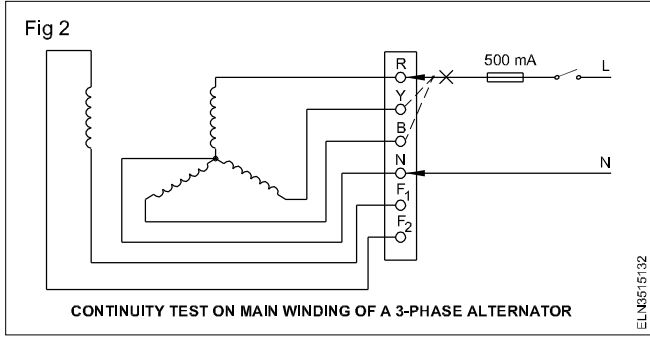 Fig 2
500 mA
L
R
Y
B
N
N
F1
F2
CONTINUITY TEST ON MAIN WINDING OF A 3-PHASE ALTERNATOR
ELN3515132